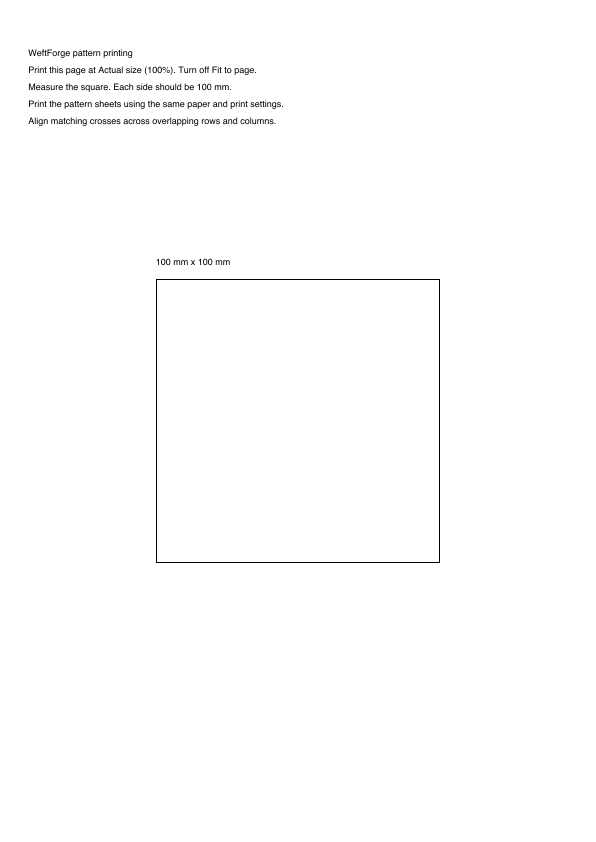 WeftForge pattern printing
Print this page at Actual size (100%). Turn off Fit to page.
Measure the square. Each side should be 100 mm.
Print the pattern sheets using the same paper and print settings.
Align matching crosses across overlapping rows and columns.
100 mm x 100 mm